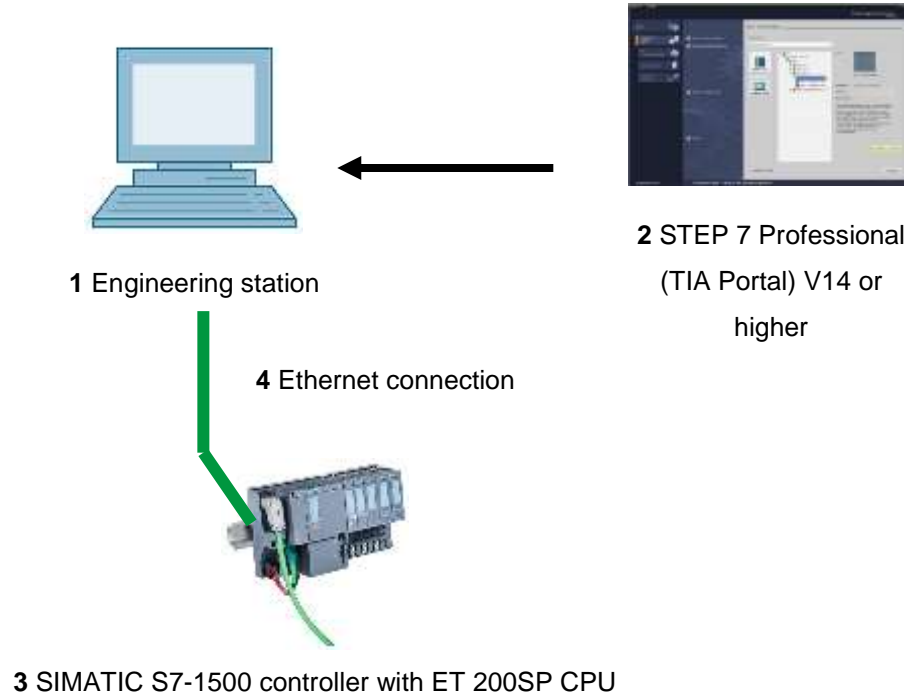 1 Engineering station
2 STEP 7 Professional
(TIA Portal) V14 or
higher
4 Ethernet connection
3 SIMATIC S7-1500 controller with ET 200SP CPU